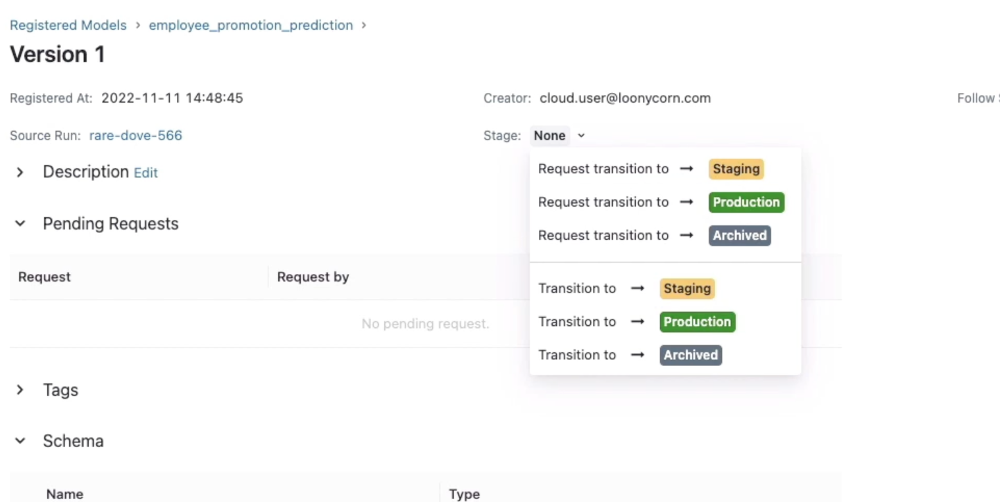 Registered Models > employee_promotion_prediction >
Version 1
Registered At: 2022-11-11 14:48:45
Creator: cloud.user@loonycorn.com
Follow
Source Run: rare-dove-566
Stage: None
Description Edit
Request transition to → Staging
Request transition to → Production
Request transition to → Archived
Transition to → Staging
Transition to → Production
Transition to → Archived
Pending Requests
Request
Request by
No pending request.
Tags
Schema
Name
Type